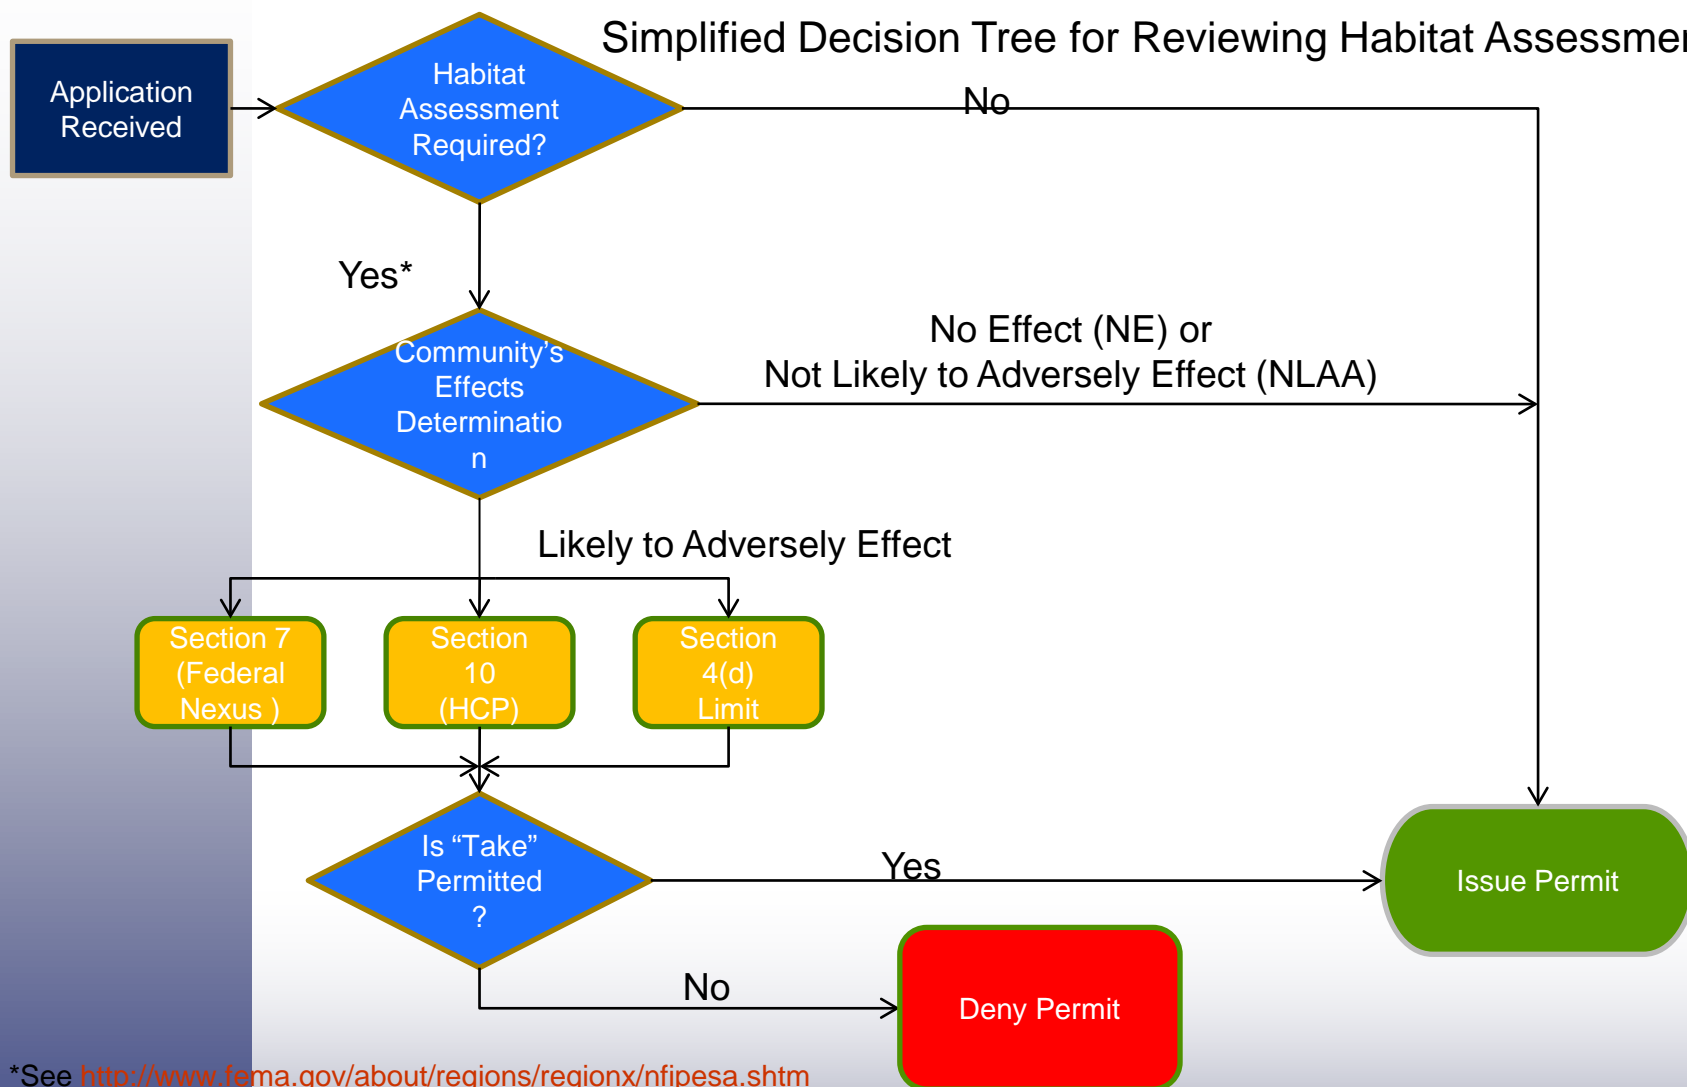 Simplified Decision Tree for Reviewing Habitat Assessmen
Application
Received
Habitat
Assessment
Required?
No
Yes*
Community’s
Effects
Determinatio
n
No Effect (NE) or
Not Likely to Adversely Effect (NLAA)
Likely to Adversely Effect
Section 7
(Federal
Nexus )
Section
10
(HCP)
Section
4(d)
Limit
Is “Take”
Permitted
?
Yes
Issue Permit
No
Deny Permit
*See http://www.fema.gov/about/regions/regionx/nfipesa.shtm